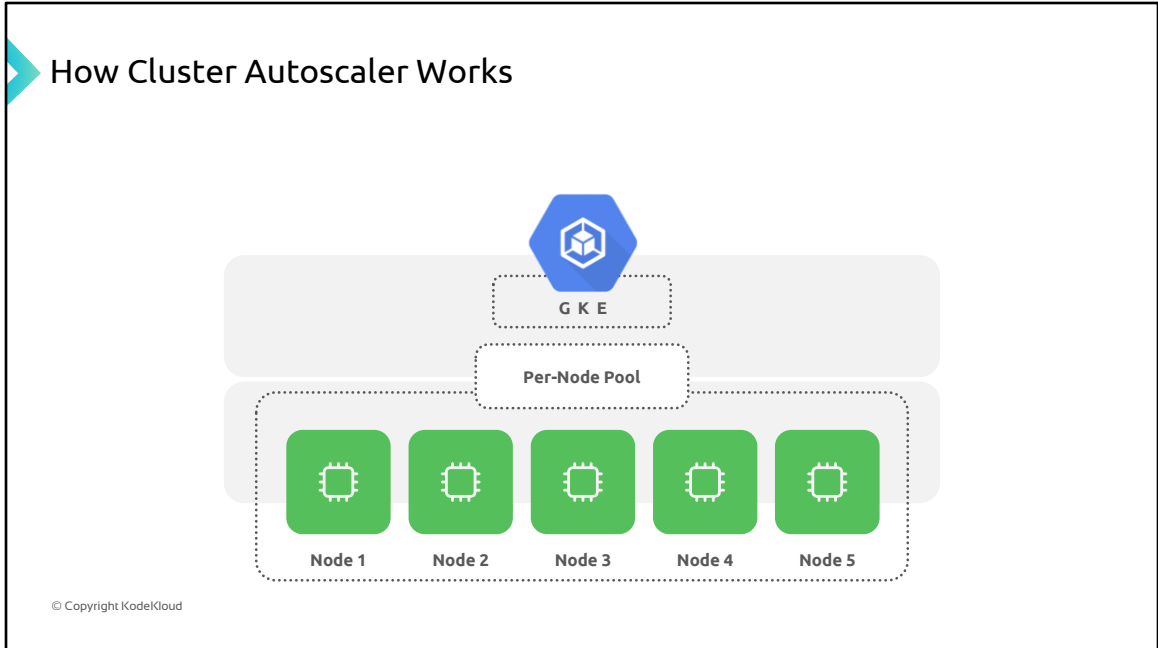 How Cluster Autoscaler Works
G K E
Per-Node Pool
Node 1 Node 2 Node 3 Node 4 Node 5
© Copyright KodeKloud